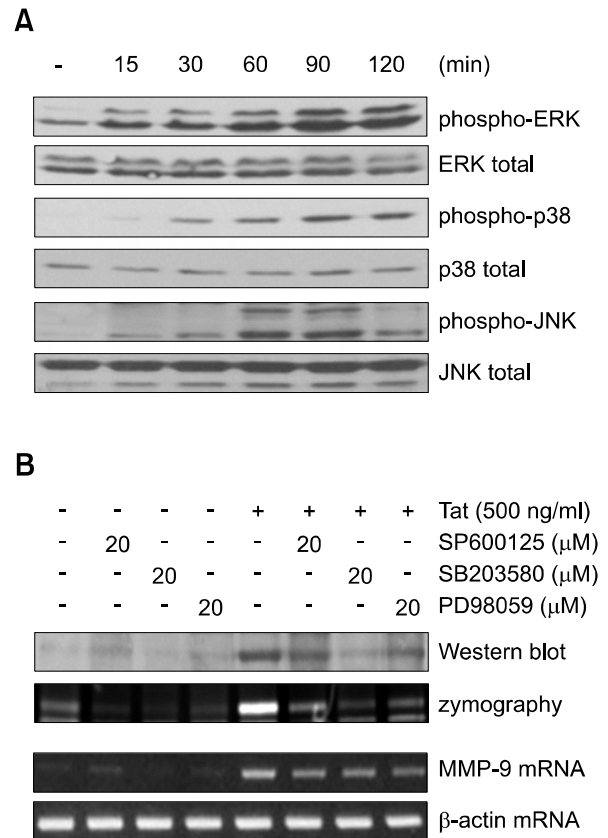 A
- 15 30 60 90 120 (min)
phospho-ERK
ERK total
phospho-p38
p38 total
phospho-JNK
JNK total
B
- - - - + + + + Tat (500 ng/ml)
- 20 - - - 20 - - SP600125 (μM)
- - 20 - - - 20 - SB203580 (μM)
- - - 20 - - - 20 PD98059 (μM)
Western blot
zymography
MMP-9 mRNA
β-actin mRNA